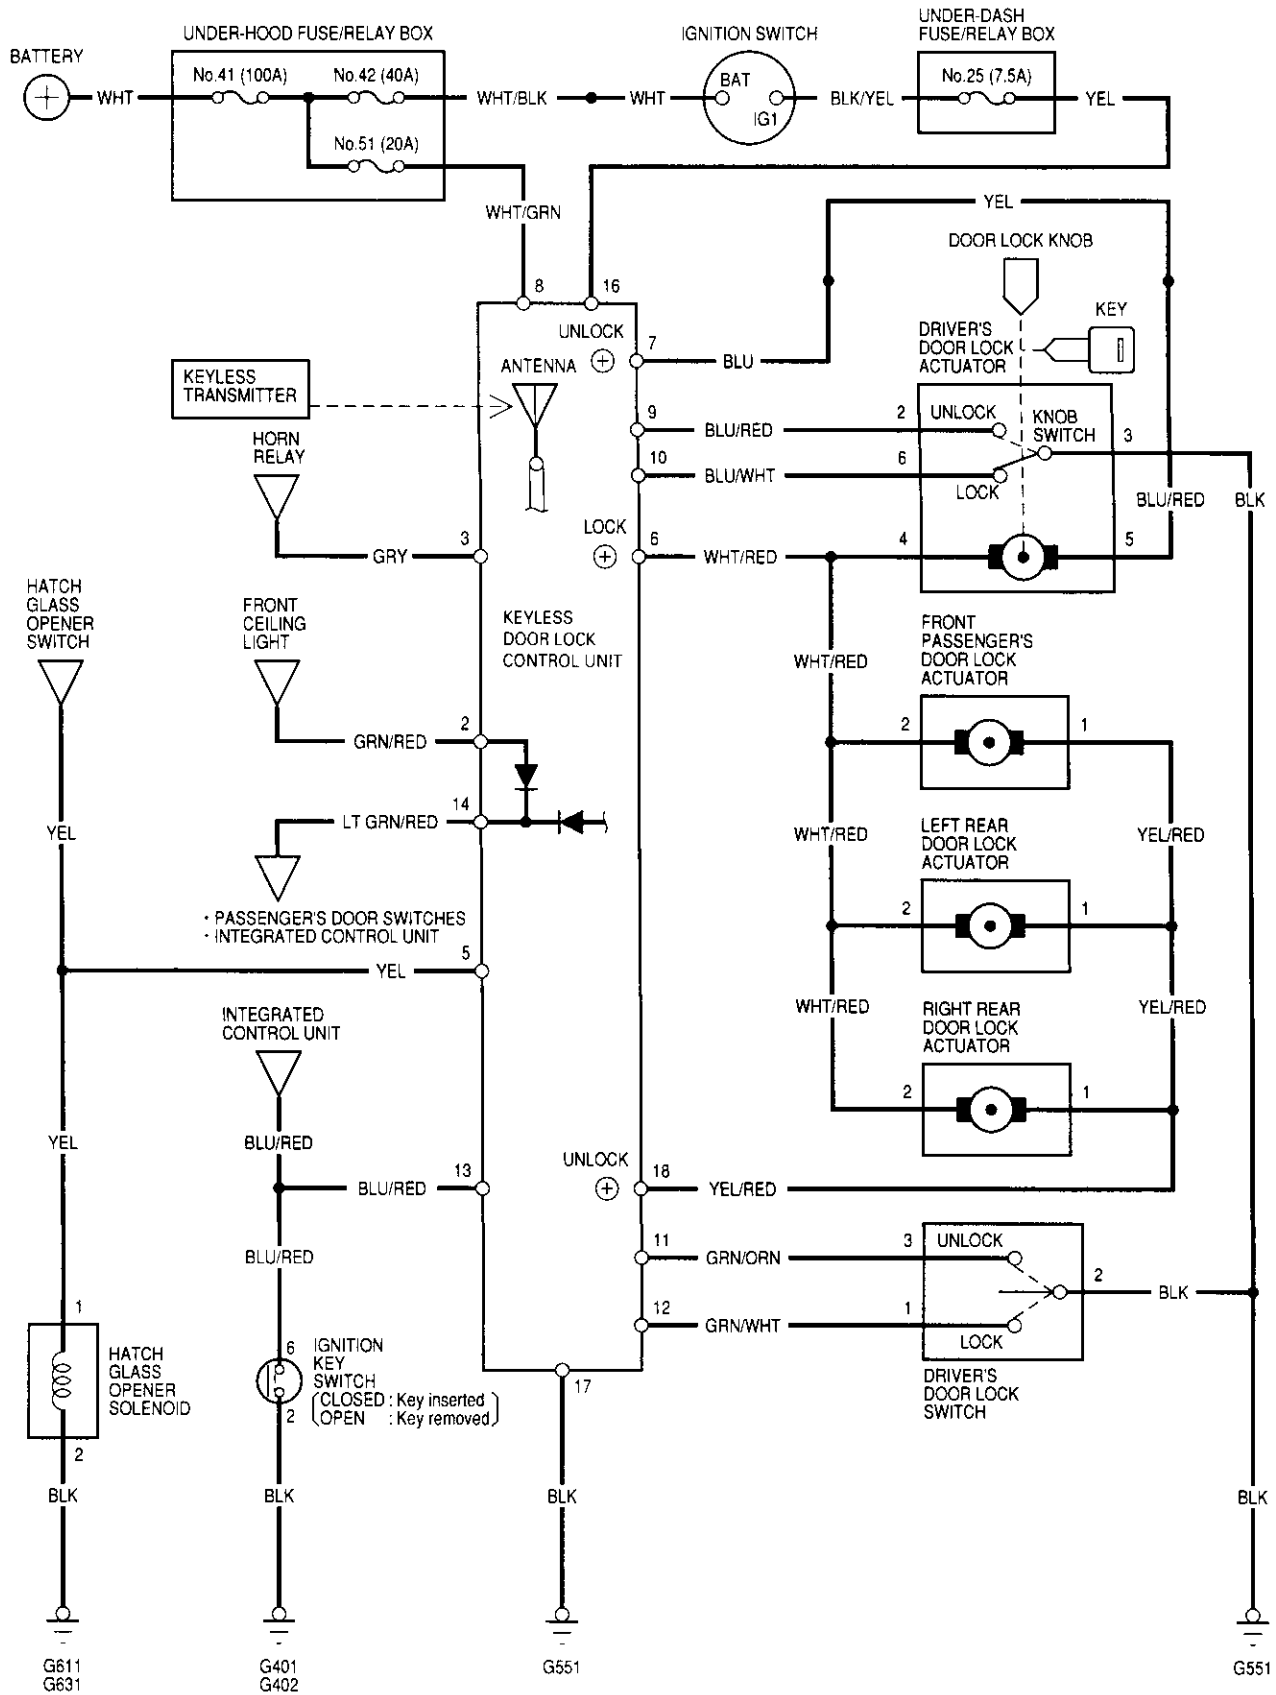 UNDER-HOOD FUSE/RELAY BOX
IGNITION SWITCH
UNDER-DASH
FUSE/RELAY BOX
BATTERY
No.41 (100A)
No.42 (40A)
BAT
No.25 (7.5A)
WHT
WHT/BLK
WHT
BLK/YEL
YEL
IG1
No.51 (20A)
WHT/GRN
YEL
DOOR LOCK KNOB
8
16
KEY
UNLOCK
7
DRIVER'S
DOOR LOCK
ACTUATOR
BLU
ANTENNA
KEYLESS
TRANSMITTER
9
BLU/RED
2
UNLOCK
KNOB
SWITCH
3
HORN
RELAY
10
BLU/WHT
6
LOCK
BLU/RED
BLK
LOCK
3
GRY
6
WHT/RED
4
5
HATCH
GLASS
OPENER
SWITCH
FRONT
CEILING
LIGHT
KEYLESS
DOOR LOCK
CONTROL UNIT
FRONT
PASSENGER'S
DOOR LOCK
ACTUATOR
WHT/RED
2
1
GRN/RED
2
14
LT GRN/RED
YEL
WHT/RED
LEFT REAR
DOOR LOCK
ACTUATOR
YEL/RED
2
1
· PASSENGER'S DOOR SWITCHES
· INTEGRATED CONTROL UNIT
5
YEL
INTEGRATED
CONTROL UNIT
WHT/RED
RIGHT REAR
DOOR LOCK
ACTUATOR
YEL/RED
2
1
YEL
BLU/RED
13
BLU/RED
UNLOCK
18
YEL/RED
BLU/RED
11
GRN/ORN
3
UNLOCK
2
BLK
12
GRN/WHT
1
LOCK
1
HATCH
GLASS
OPENER
SOLENOID
2
6
IGNITION
KEY
SWITCH
(CLOSED : Key inserted
OPEN : Key removed)
2
17
DRIVER'S
DOOR LOCK
SWITCH
BLK
BLK
BLK
BLK
G611
G631
G401
G402
G551
G551